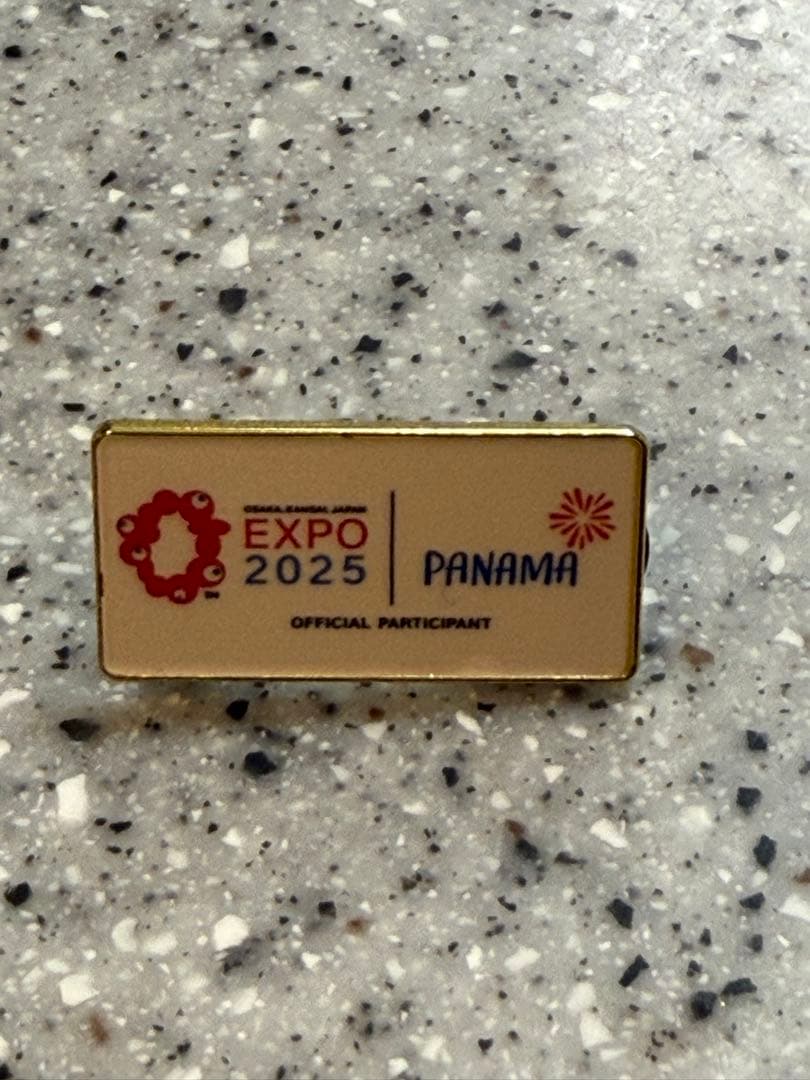 OSAKA, KANSAI, JAPAN
EXPO
2025
PANAMA
OFFICIAL PARTICIPANT